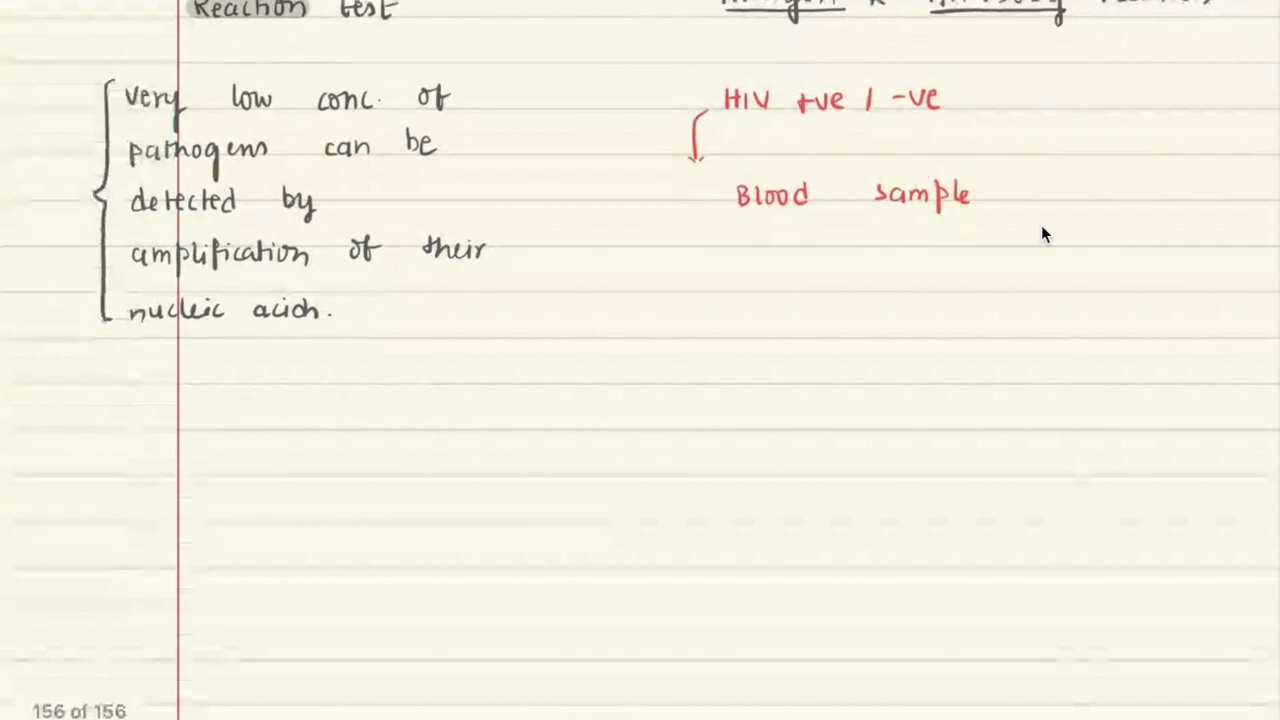 Reaction test
very low conc. of
pathogens can be
detected by
amplification of their
nucleic acids.
HIV +ve / -ve
Blood sample
156 of 156